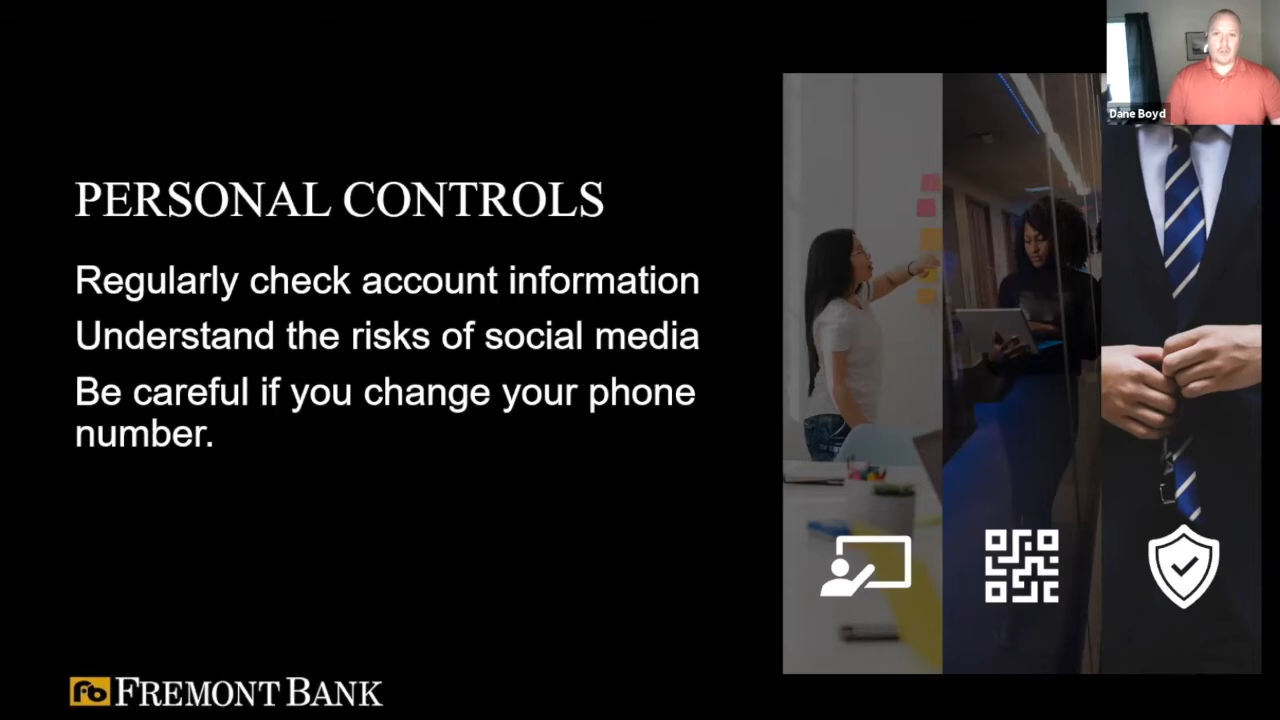 Dane Boyd
PERSONAL CONTROLS
Regularly check account information
Understand the risks of social media
Be careful if you change your phone
number.
fb FREMONT BANK